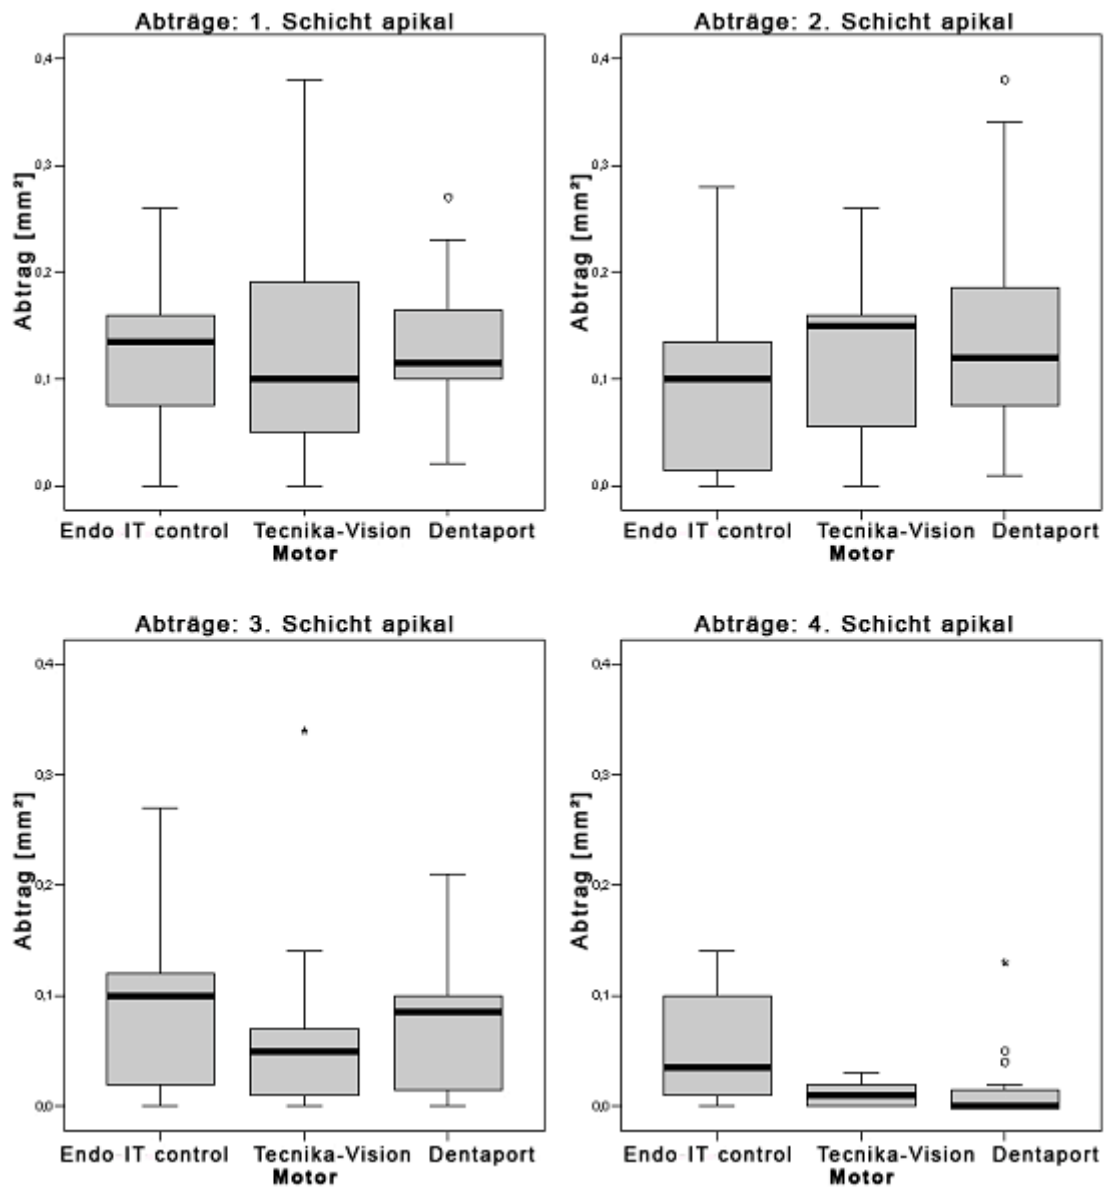 Abträge: 1. Schicht apikal
Abtrag [mm²]
0,4
0,3
0,2
0,1
0,0
Endo IT control Tecnika-Vision Dentaport
Motor
Abträge: 2. Schicht apikal
Abtrag [mm²]
0,4
0,3
0,2
0,1
0,0
Endo IT control Tecnika-Vision Dentaport
Motor
Abträge: 3. Schicht apikal
Abtrag [mm²]
0,4
0,3
0,2
0,1
0,0
Endo IT control Tecnika-Vision Dentaport
Motor
Abträge: 4. Schicht apikal
Abtrag [mm²]
0,4
0,3
0,2
0,1
0,0
Endo IT control Tecnika-Vision Dentaport
Motor